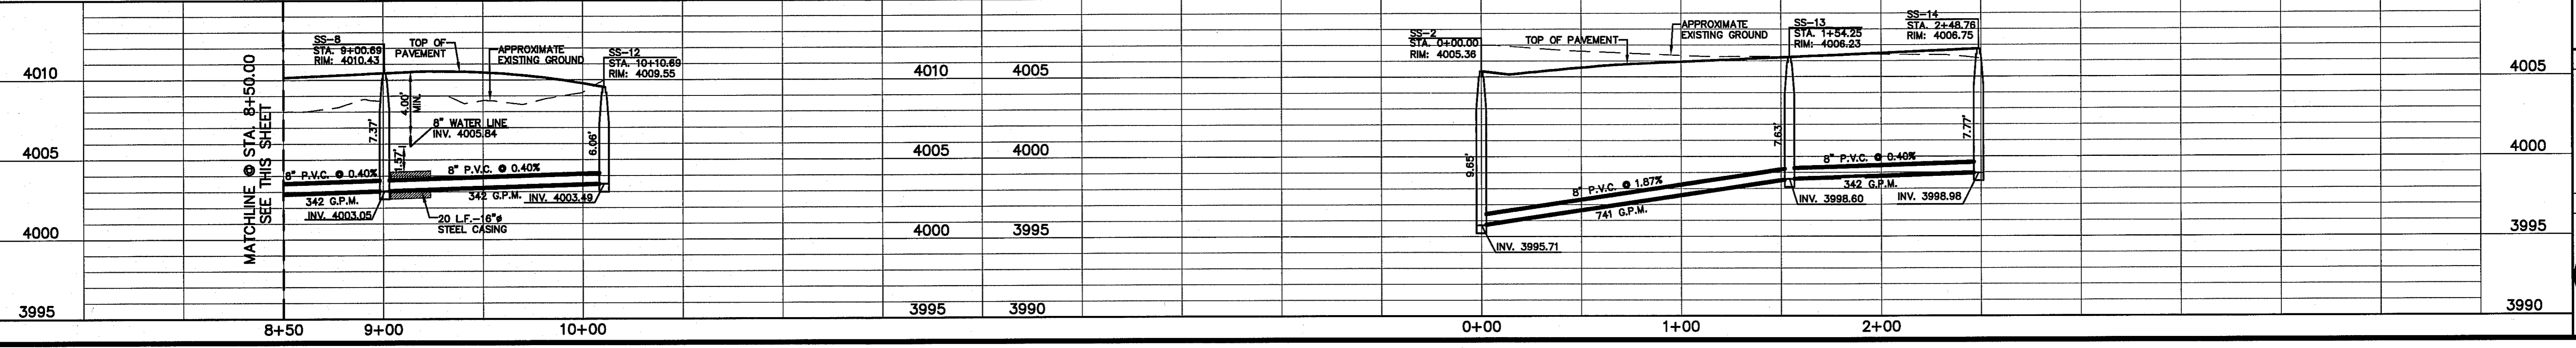 SS-8
STA. 9+00.69
RIM: 4010.43
TOP OF
PAVEMENT
APPROXIMATE
EXISTING GROUND
SS-12
STA. 10+10.69
RIM: 4009.55
4010
4005
4000
3995
MATCHLINE @ STA. 8+50.00
SEE THIS SHEET
7.37'
4.00'
MIN.
8" WATER LINE
INV. 4005.84
1.57'
6.06'
8" P.V.C. @ 0.40%
342 G.P.M.
INV. 4003.05
8" P.V.C. @ 0.40%
342 G.P.M.
INV. 4003.49
20 L.F.-16"ø
STEEL CASING
8+50
9+00
10+00
4010
4005
4000
3995
4005
4000
3995
3990
SS-2
STA. 0+00.00
RIM: 4005.36
TOP OF PAVEMENT
APPROXIMATE
EXISTING GROUND
SS-13
STA. 1+54.25
RIM: 4006.23
SS-14
STA. 2+48.76
RIM: 4006.75
9.65'
7.63'
7.77'
8" P.V.C. @ 1.87%
741 G.P.M.
INV. 3995.71
8" P.V.C. @ 0.40%
342 G.P.M.
INV. 3998.60
INV. 3998.98
0+00
1+00
2+00
4005
4000
3995
3990